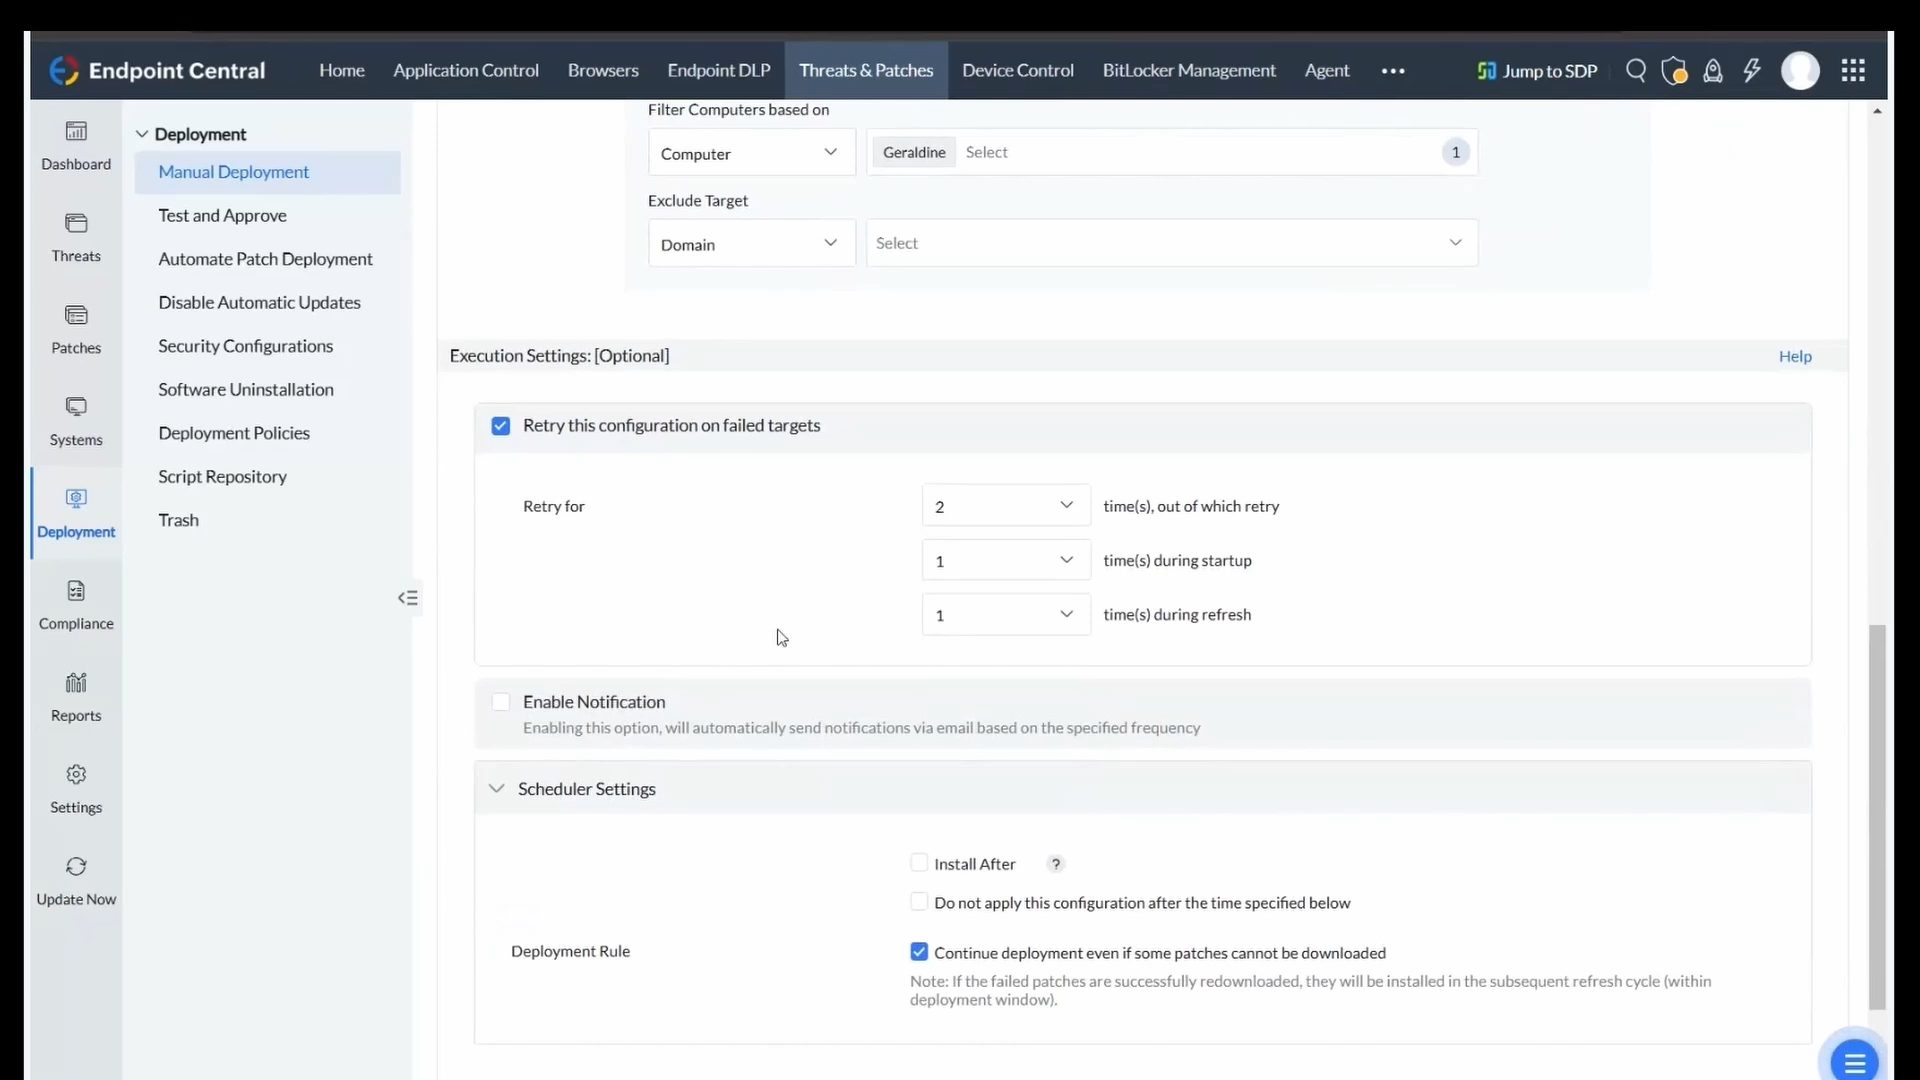 Endpoint Central
Home
Application Control
Browsers
Endpoint DLP
Threats & Patches
Device Control
BitLocker Management
Agent
Jump to SDP
Dashboard
Threats
Patches
Systems
Deployment
Compliance
Reports
Settings
Update Now
Deployment
Manual Deployment
Test and Approve
Automate Patch Deployment
Disable Automatic Updates
Security Configurations
Software Uninstallation
Deployment Policies
Script Repository
Trash
Filter Computers based on
Computer
Geraldine Select 1
Exclude Target
Domain
Select
Execution Settings: [Optional]
Help
Retry this configuration on failed targets
Retry for
2 time(s), out of which retry
1 time(s) during startup
1 time(s) during refresh
Enable Notification
Enabling this option, will automatically send notifications via email based on the specified frequency
Scheduler Settings
Install After ?
Do not apply this configuration after the time specified below
Deployment Rule
Continue deployment even if some patches cannot be downloaded
Note: If the failed patches are successfully redownloaded, they will be installed in the subsequent refresh cycle (within
deployment window).